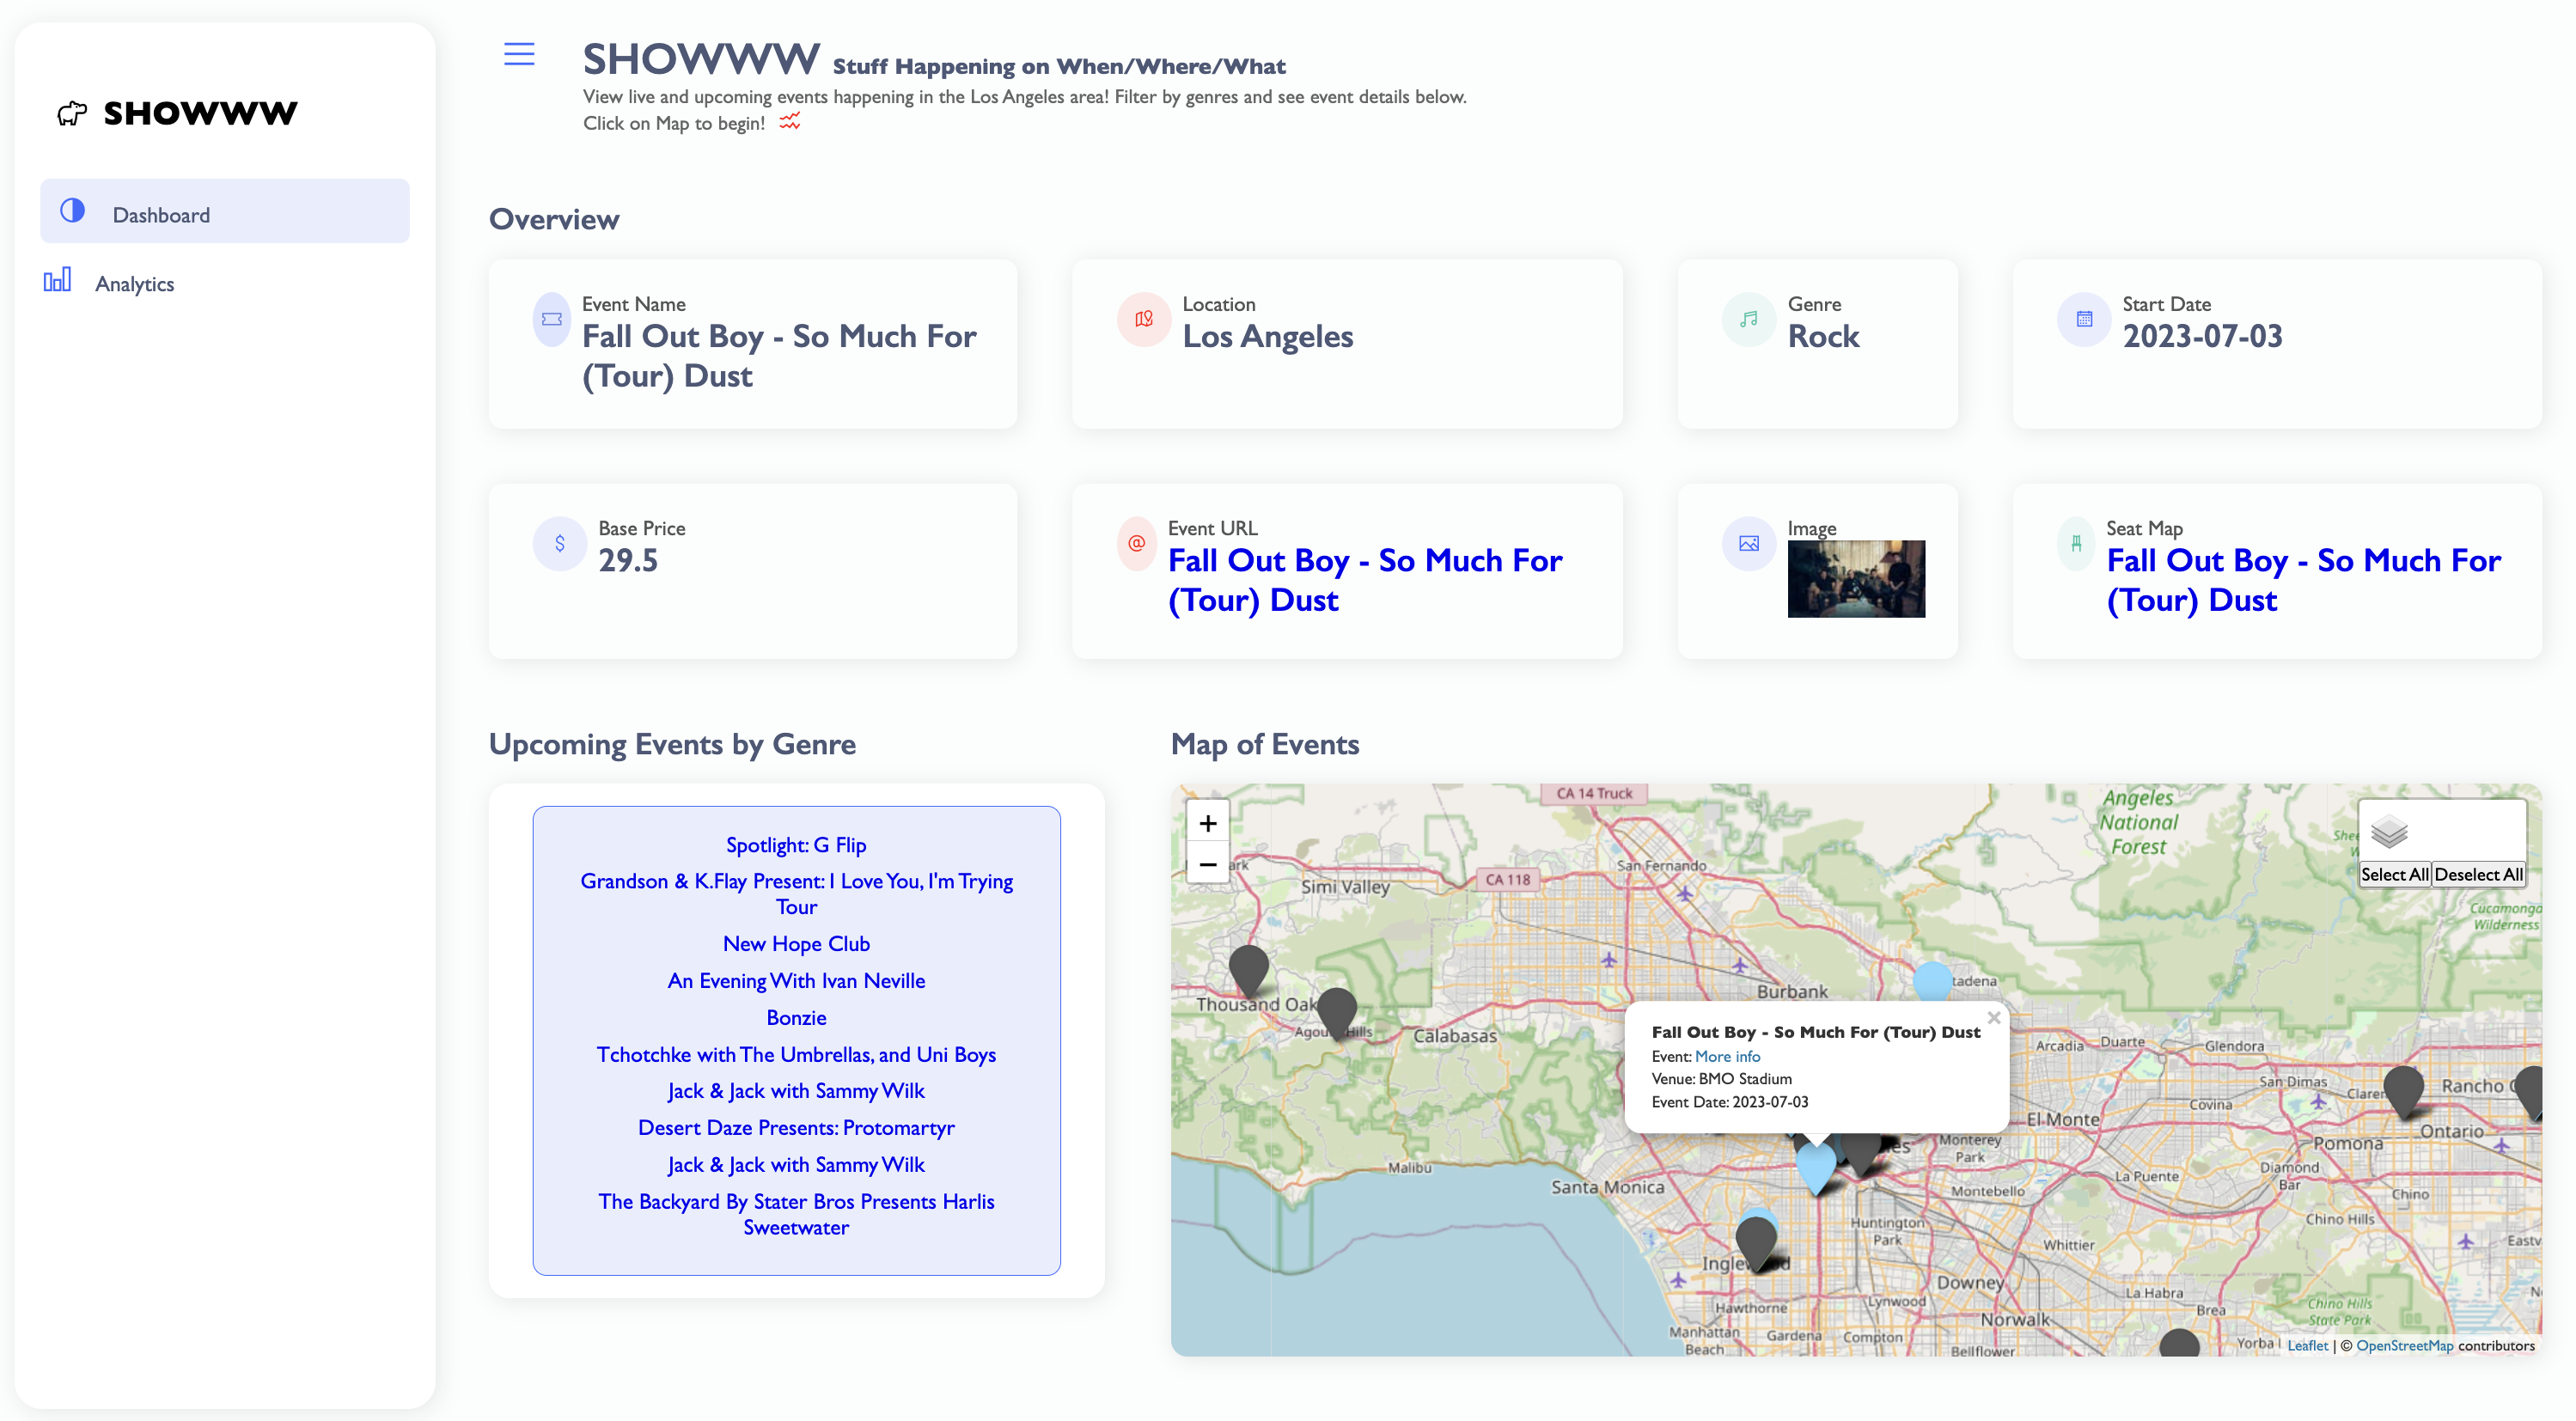 SHOWWW
Dashboard
Analytics
SHOWWW Stuff Happening on When/Where/What
View live and upcoming events happening in the Los Angeles area! Filter by genres and see event details below.
Click on Map to begin!
Overview
Event Name
Fall Out Boy - So Much For
(Tour) Dust
Location
Los Angeles
Genre
Rock
Start Date
2023-07-03
Base Price
29.5
Event URL
Fall Out Boy - So Much For
(Tour) Dust
Image
Seat Map
Fall Out Boy - So Much For
(Tour) Dust
Upcoming Events by Genre
Spotlight: G Flip
Grandson & K.Flay Present: I Love You, I'm Trying
Tour
New Hope Club
An Evening With Ivan Neville
Bonzie
Tchotchke with The Umbrellas, and Uni Boys
Jack & Jack with Sammy Wilk
Desert Daze Presents: Protomartyr
Jack & Jack with Sammy Wilk
The Backyard By Stater Bros Presents Harlis
Sweetwater
Map of Events
+
−
Select All Deselect All
CA 14 Truck
Angeles
National
Forest
San Fernando
CA 118
Simi Valley
Cucamonga
Wilderness
Thousand Oak
Burbank
tadena
Calabasas
Fall Out Boy - So Much For (Tour) Dust
Event: More info
Venue: BMO Stadium
Event Date: 2023-07-03
Arcadia
Duarte
Glendora
San Dimas
Rancho C
Covina
El Monte
Ontario
Pomona
Monterey
Park
Malibu
Diamond
Bar
La Puente
Santa Monica
Montebello
Chino
Chino Hills
Huntington
Park
Whittier
Eastv
Downey
La Habra
Brea
Chino Hills
State Park
Hawthorne
Lynwood
Norwalk
Manhattan
Beach
Gardena
Compton
Bellflower
Yorba L
Leaflet | © OpenStreetMap contributors